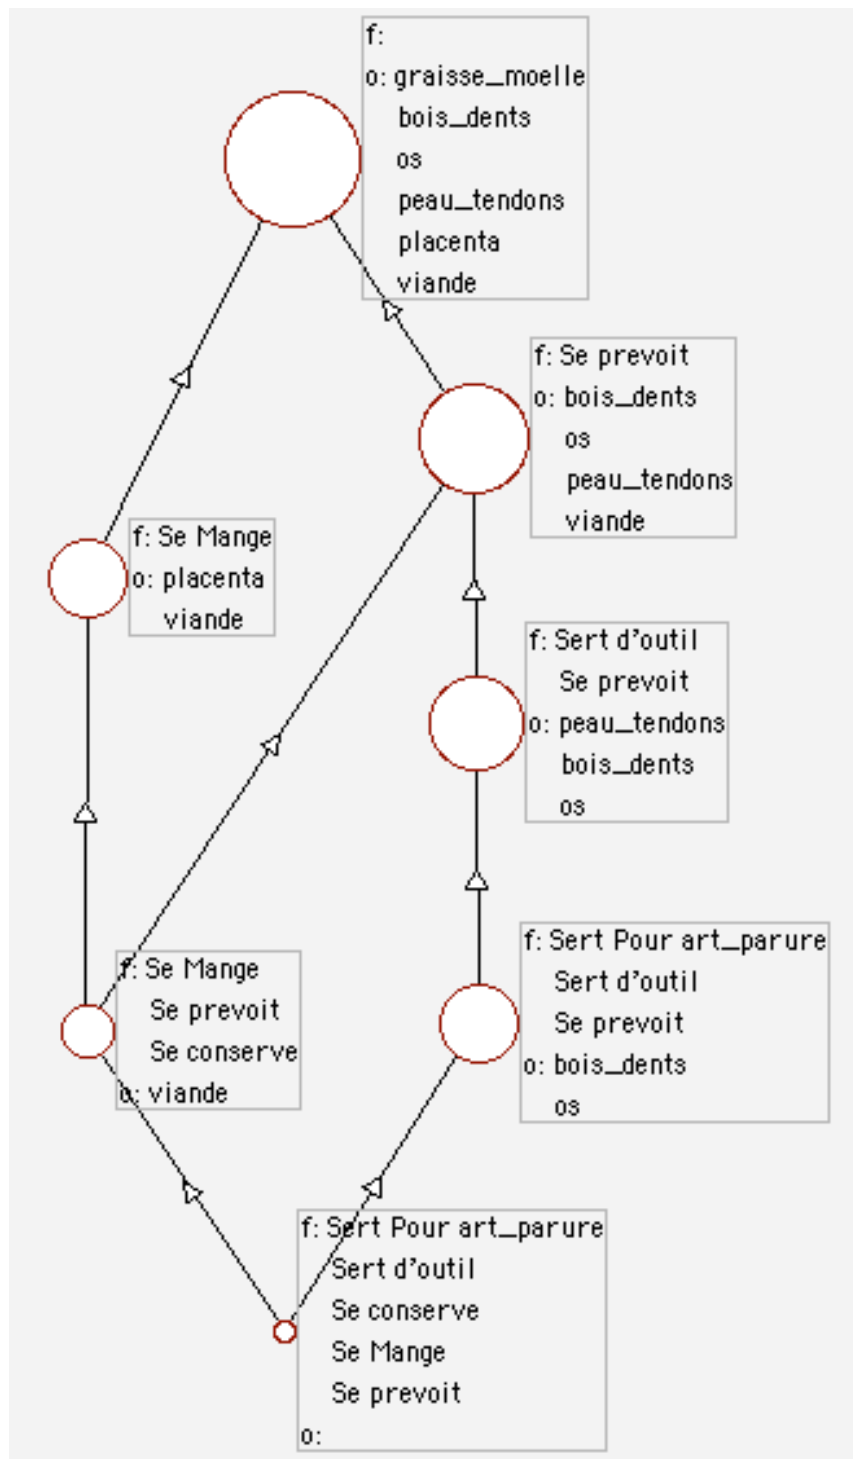 f:
o: graisse_moelle
bois_dents
os
peau_tendons
placenta
viande
f: Se prevoit
o: bois_dents
os
peau_tendons
viande
f: Se Mange
o: placenta
viande
f: Sert d'outil
Se prevoit
o: peau_tendons
bois_dents
os
f: Sert Pour art_parure
Sert d'outil
Se prevoit
o: bois_dents
os
f: Se Mange
Se prevoit
Se conserve
o: viande
f: Sert Pour art_parure
Sert d'outil
Se conserve
Se Mange
Se prevoit
o: